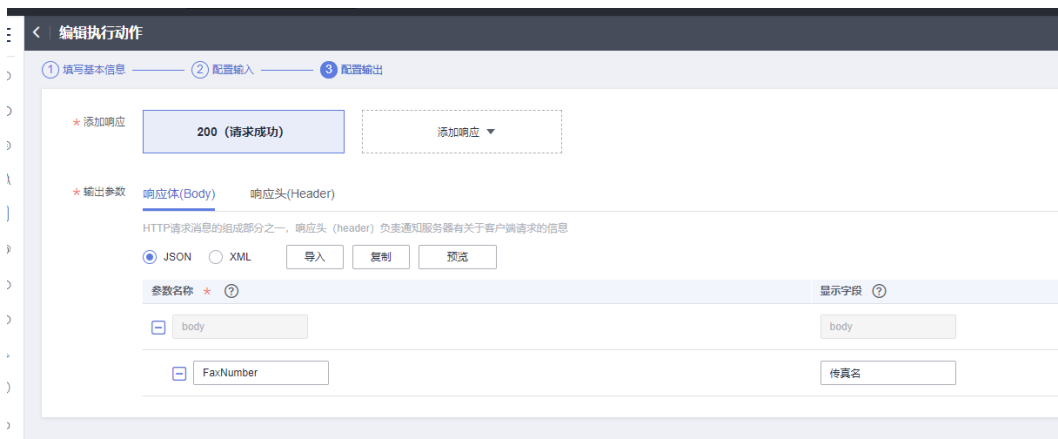 编辑执行动作
1 填写基本信息 2 配置输入 3 配置输出
* 添加响应 200（请求成功） 添加响应
* 输出参数 响应体(Body) 响应头(Header)
HTTP请求消息的组成部分之一，响应头（header）负责通知服务器有关于客户端请求的信息
JSON XML 导入 复制 预览
参数名称 * ? 显示字段 ?
body body
FaxNumber 传真名